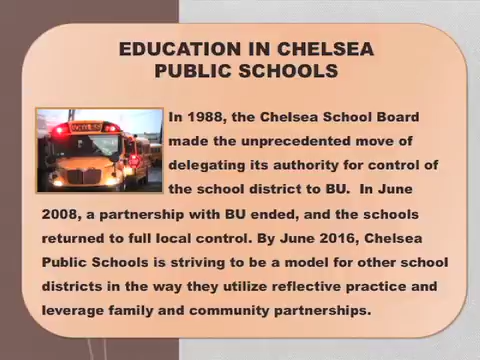 EDUCATION IN CHELSEA
PUBLIC SCHOOLS
In 1988, the Chelsea School Board
made the unprecedented move of
delegating its authority for control of
the school district to BU.  In June
2008, a partnership with BU ended, and the schools
returned to full local control. By June 2016, Chelsea
Public Schools is striving to be a model for other school
districts in the way they utilize reflective practice and
leverage family and community partnerships.